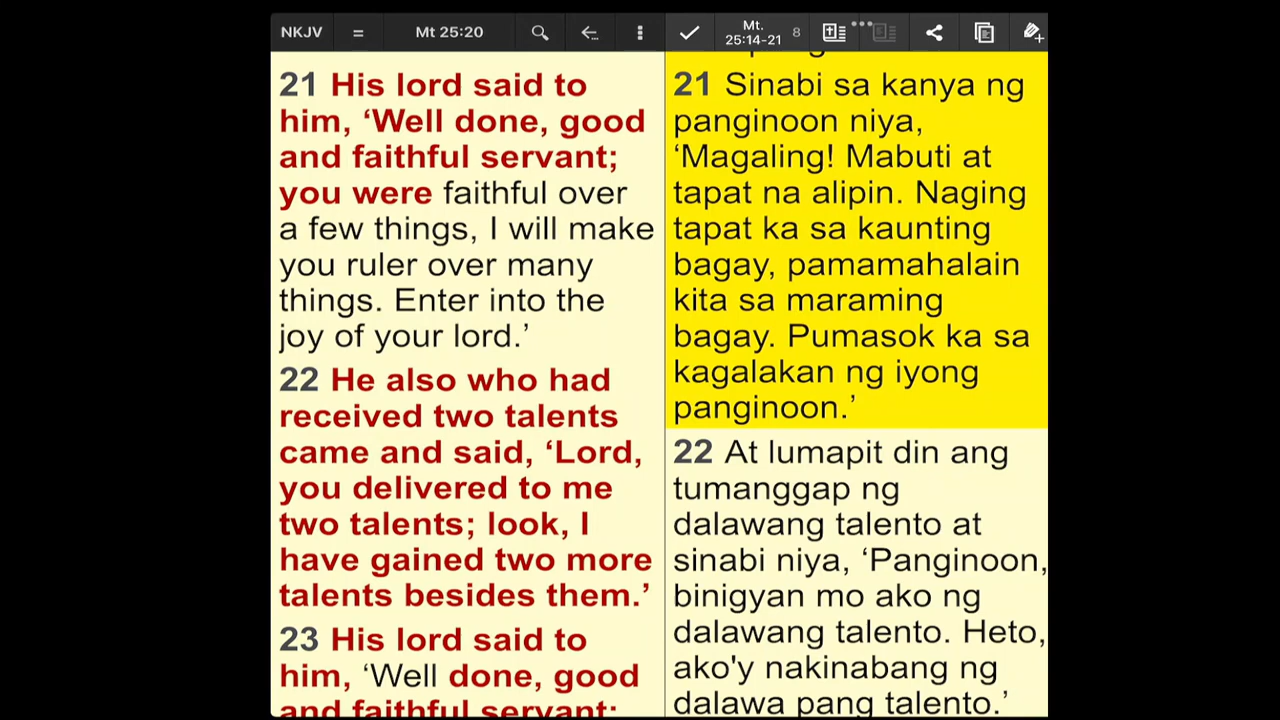 NKJV = Mt 25:20
21 His lord said to
him, ‘Well done, good
and faithful servant;
you were faithful over
a few things, I will make
you ruler over many
things. Enter into the
joy of your lord.’
22 He also who had
received two talents
came and said, ‘Lord,
you delivered to me
two talents; look, I
have gained two more
talents besides them.’
23 His lord said to
him, ‘Well done, good
and faithful servant;
Mt.
25:14-21 8
21 Sinabi sa kanya ng
panginoon niya,
‘Magaling! Mabuti at
tapat na alipin. Naging
tapat ka sa kaunting
bagay, pamamahalain
kita sa maraming
bagay. Pumasok ka sa
kagalakan ng iyong
panginoon.’
22 At lumapit din ang
tumanggap ng
dalawang talento at
sinabi niya, ‘Panginoon,
binigyan mo ako ng
dalawang talento. Heto,
ako'y nakinabang ng
dalawa pang talento.’